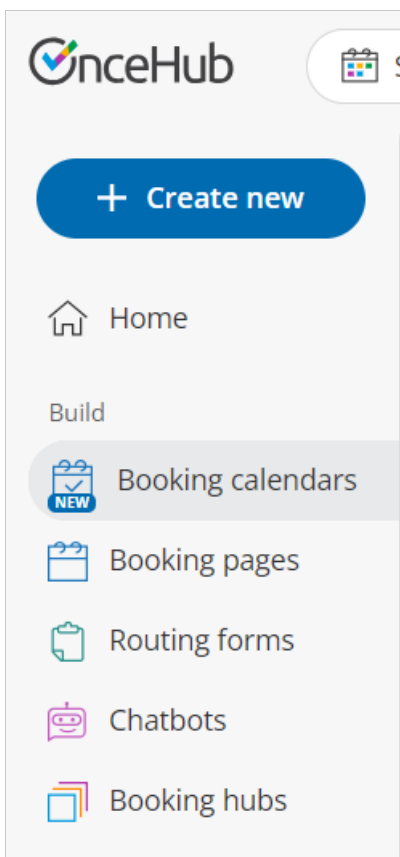 OnceHub
Create new
Home
Build
Booking calendars
NEW
Booking pages
Routing forms
Chatbots
Booking hubs